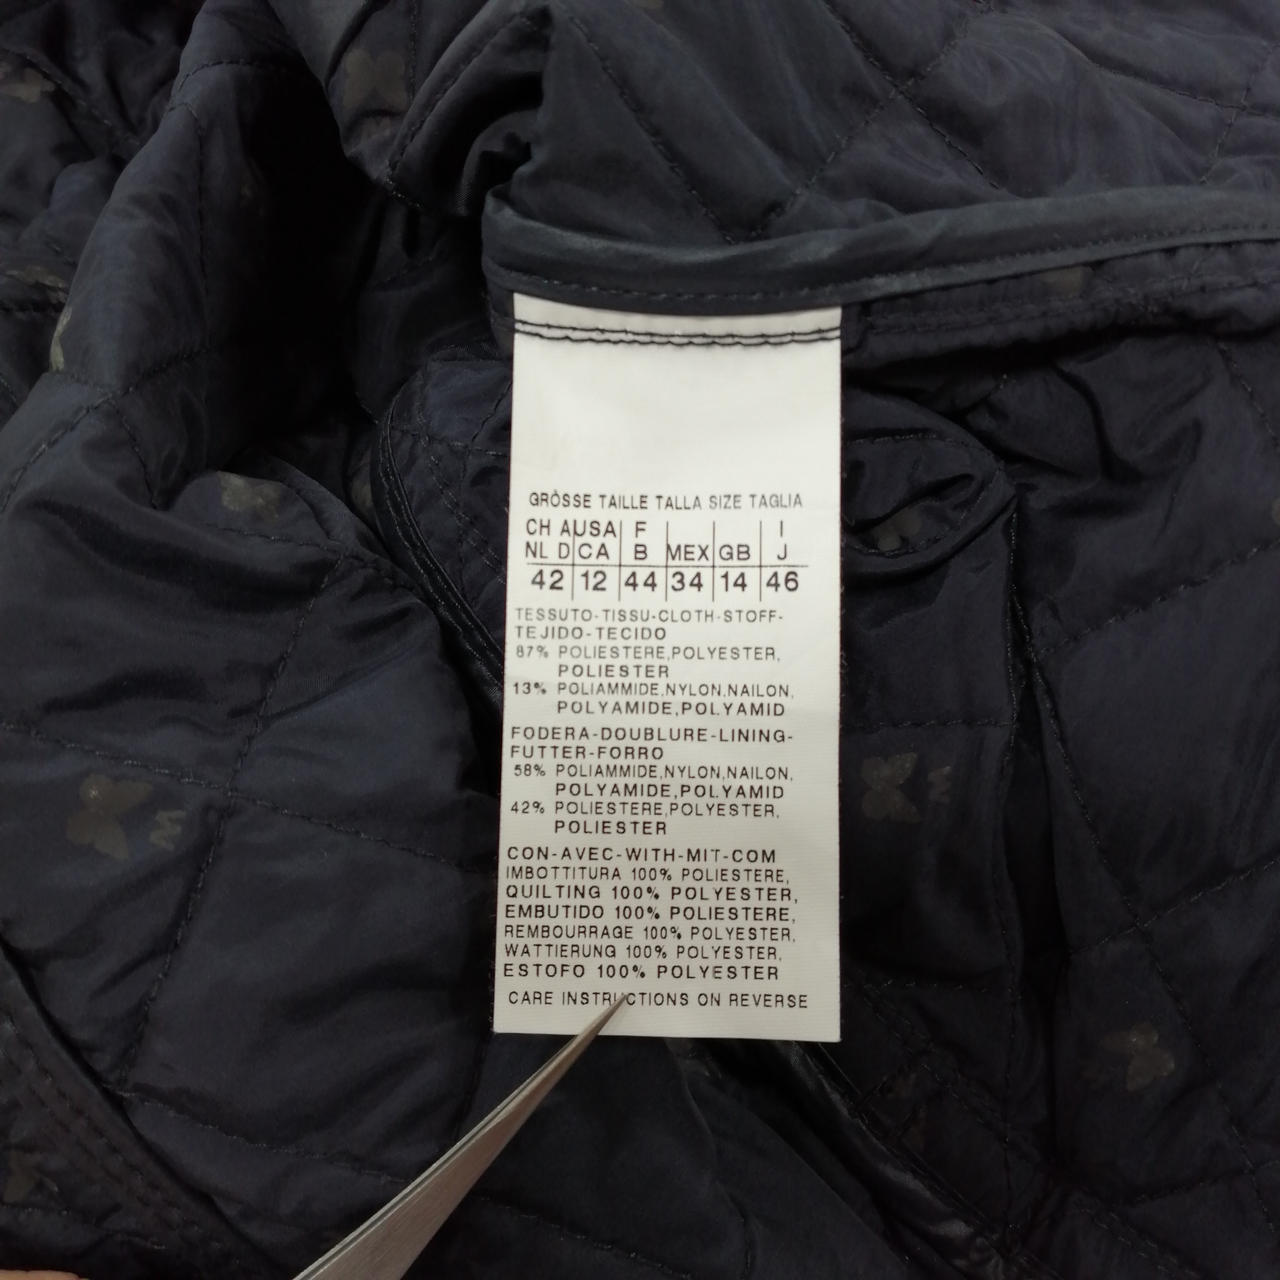 GRÖSSE TAILLE TALLA SIZE TAGLIA
CH A USA F I
NL D CA B MEX GB J
42 12 44 34 14 46
TESSUTO-TISSU-CLOTH-STOFF-
TEJIDO-TECIDO
87% POLIESTERE,POLYESTER,
POLIESTER
13% POLIAMMIDE,NYLON,NAILON,
POLYAMIDE,POLYAMID
FODERA-DOUBLURE-LINING-
FUTTER-FORRO
58% POLIAMMIDE,NYLON,NAILON,
POLYAMIDE,POLYAMID
42% POLIESTERE,POLYESTER,
POLIESTER
CON-AVEC-WITH-MIT-COM
IMBOTTITURA 100% POLIESTERE,
QUILTING 100% POLYESTER,
EMBUTIDO 100% POLIESTERE,
REMBOURRAGE 100% POLYESTER,
WATTIERUNG 100% POLYESTER,
ESTOFO 100% POLYESTER
CARE INSTRUCTIONS ON REVERSE